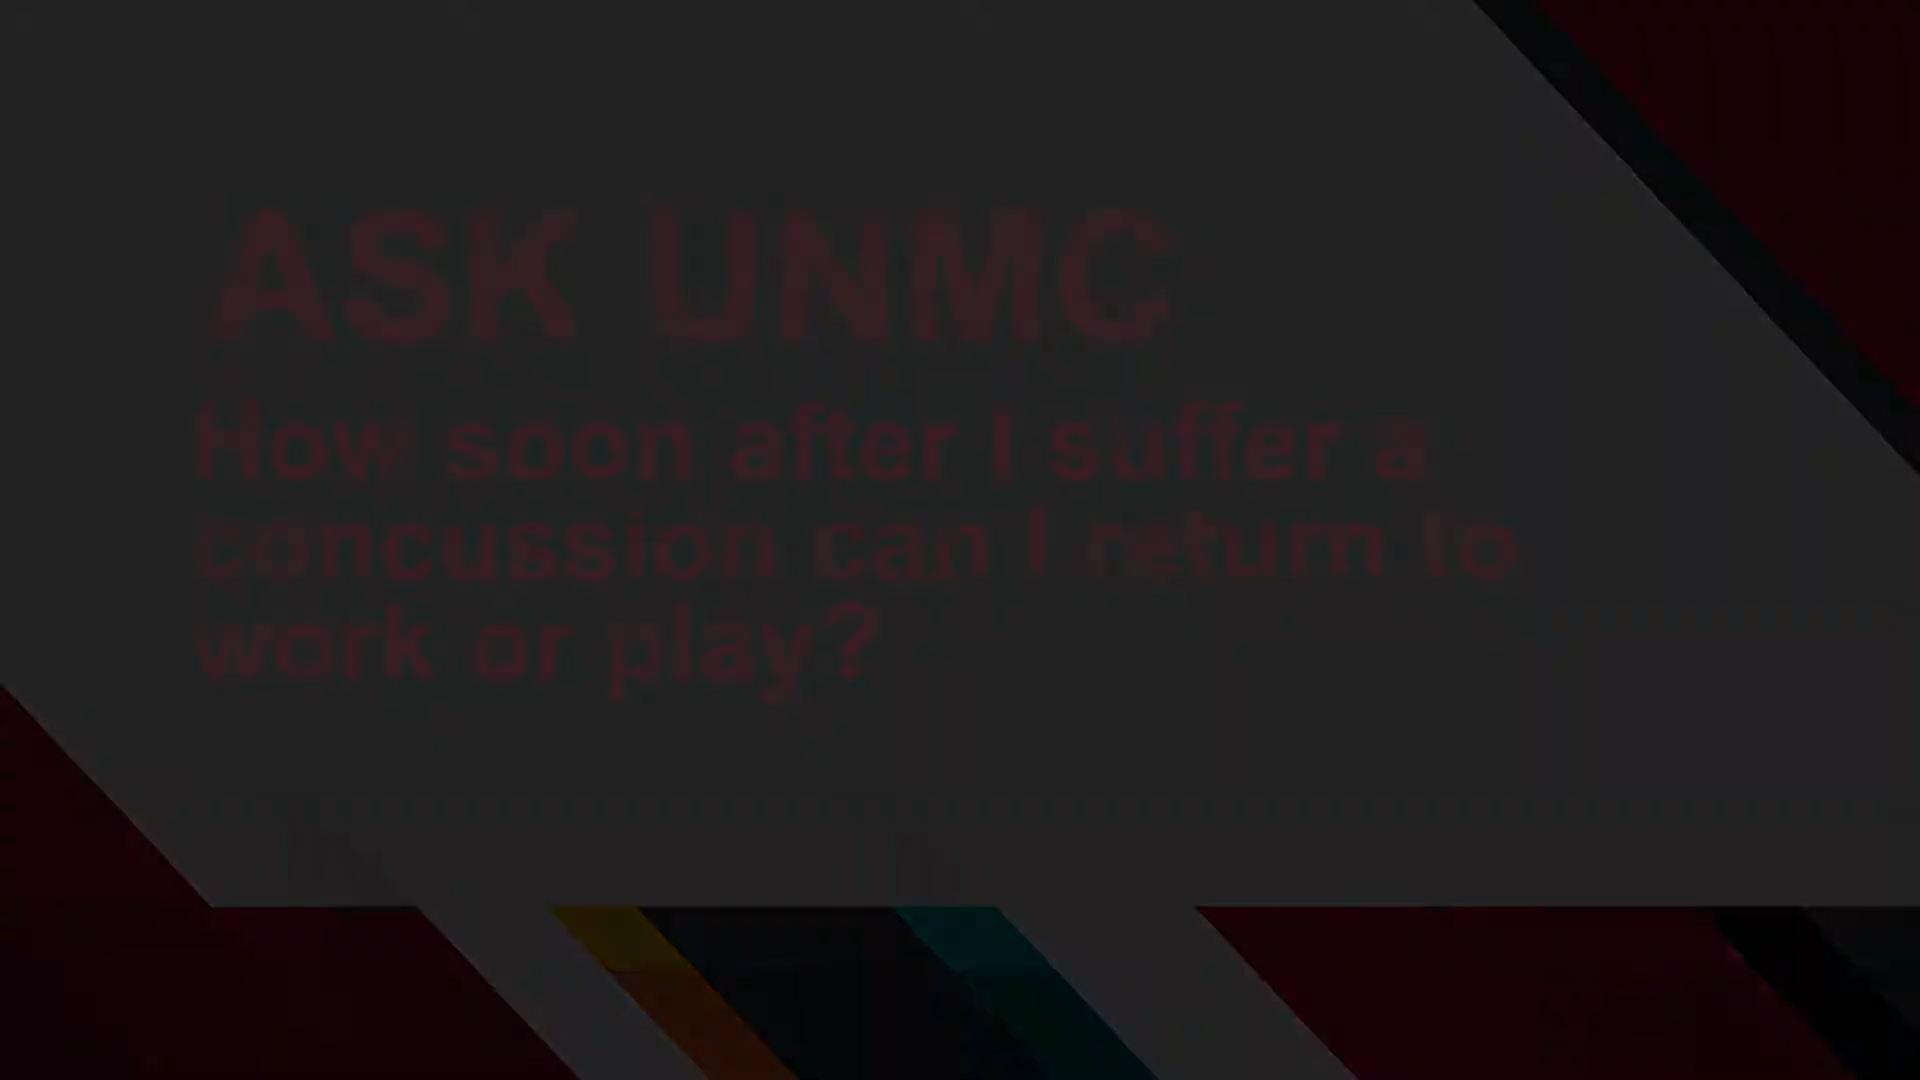 ASK UNMC
How soon after I suffer a
concussion can I return to
work or play?